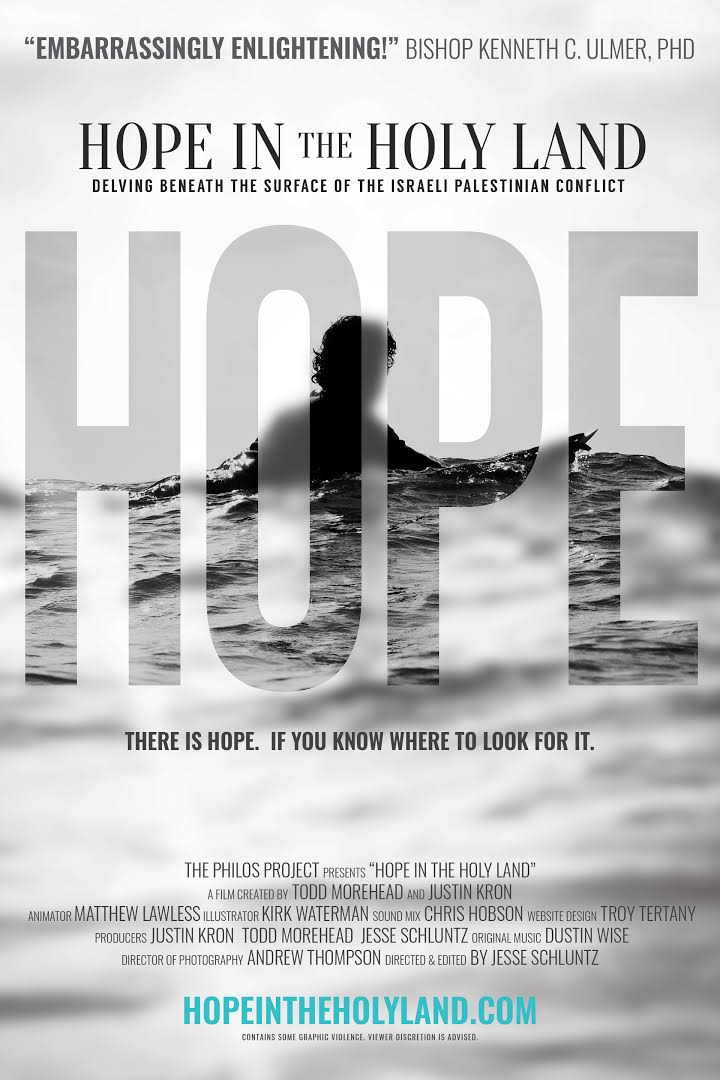 “EMBARRASSINGLY ENLIGHTENING!” BISHOP KENNETH C. ULMER, PHD
HOPE IN THE HOLY LAND
DELVING BENEATH THE SURFACE OF THE ISRAELI PALESTINIAN CONFLICT
HOPE
THERE IS HOPE. IF YOU KNOW WHERE TO LOOK FOR IT.
THE PHILOS PROJECT PRESENTS “HOPE IN THE HOLY LAND”
A FILM CREATED BY TODD MOREHEAD AND JUSTIN KRON
ANIMATOR MATTHEW LAWLESS ILLUSTRATOR KIRK WATERMAN SOUND MIX CHRIS HOBSON WEBSITE DESIGN TROY TERTANY
PRODUCERS JUSTIN KRON TODD MOREHEAD JESSE SCHLUNTZ ORIGINAL MUSIC DUSTIN WISE
DIRECTOR OF PHOTOGRAPHY ANDREW THOMPSON DIRECTED & EDITED BY JESSE SCHLUNTZ
HOPEINTHEHOLYLAND.COM
CONTAINS SOME GRAPHIC VIOLENCE. VIEWER DISCRETION IS ADVISED.